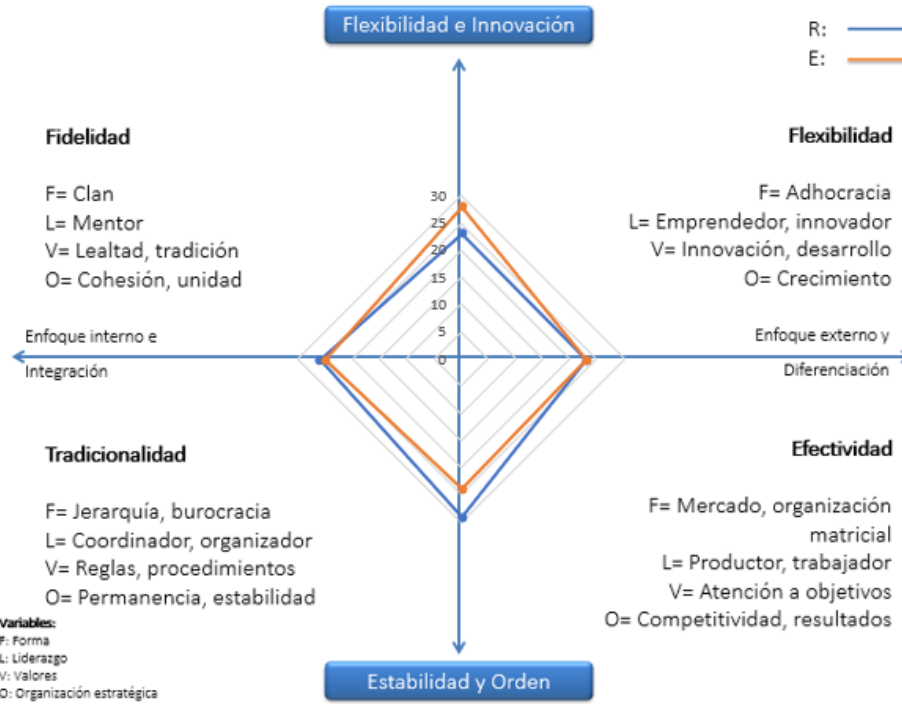 Flexibilidad e Innovación
R:
E:
Fidelidad
F= Clan
L= Mentor
V= Lealtad, tradición
O= Cohesión, unidad
Flexibilidad
F= Adhocracia
L= Emprendedor, innovador
V= Innovación, desarrollo
O= Crecimiento
30
25
20
15
10
5
0
Enfoque interno e
Integración
Enfoque externo y
Diferenciación
Tradicionalidad
F= Jerarquía, burocracia
L= Coordinador, organizador
V= Reglas, procedimientos
O= Permanencia, estabilidad
Efectividad
F= Mercado, organización
matricial
L= Productor, trabajador
V= Atención a objetivos
O= Competitividad, resultados
Variables:
F: Forma
L: Liderazgo
V: Valores
O: Organización estratégica
Estabilidad y Orden